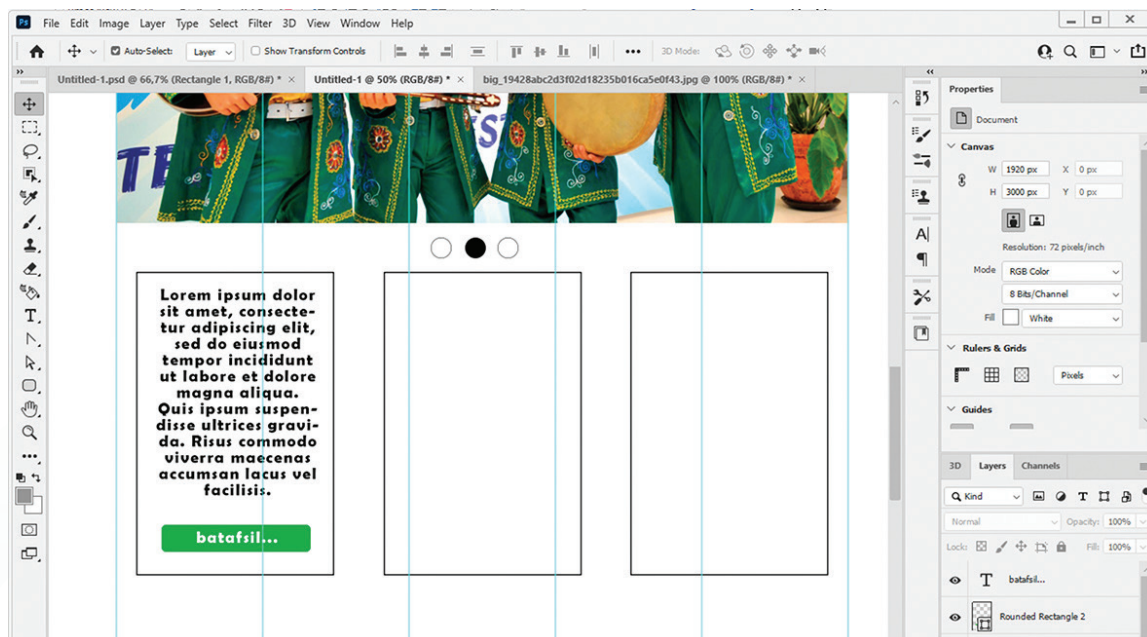 Ps File Edit Image Layer Type Select Filter 3D View Window Help
Auto-Select: Layer Show Transform Controls ••• 3D Mode:
Untitled-1.psd @ 66,7% (Rectangle 1, RGB/8#) * × Untitled-1 @ 50% (RGB/8#) * × big_19428abc2d3f02d18235b016ca5e0f43.jpg @ 100% (RGB/8#) * ×
Lorem ipsum dolor
sit amet, consecte-
tur adipiscing elit,
sed do eiusmod
tempor incididunt
ut labore et dolore
magna aliqua.
Quis ipsum suspen-
disse ultrices gravi-
da. Risus commodo
viverra maecenas
accumsan lacus vel
facilisis.
batafsil...
Properties
Document
Canvas
W 1920 px X 0 px
H 3000 px Y 0 px
Resolution: 72 pixels/inch
Mode RGB Color
8 Bits/Channel
Fill White
Rulers & Grids
Pixels
Guides
3D Layers Channels
Kind
Normal Opacity: 100%
Lock: Fill: 100%
T batafsil...
Rounded Rectangle 2